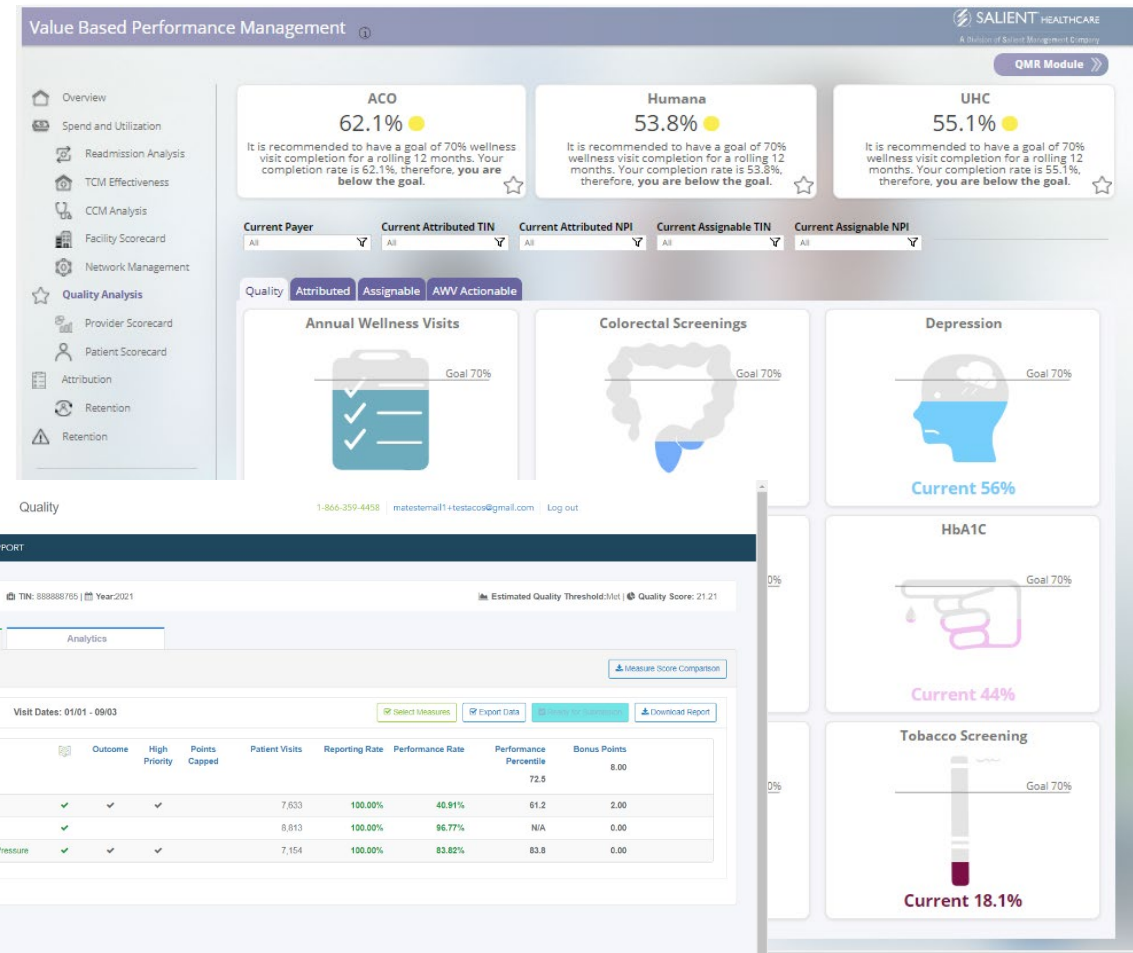 Value Based Performance Management
SALIENT HEALTHCARE
A Division of Salient Management Company
QMR Module
Overview
Spend and Utilization
Readmission Analysis
TCM Effectiveness
CCM Analysis
Facility Scorecard
Network Management
Quality Analysis
Provider Scorecard
Patient Scorecard
Attribution
Retention
Retention
ACO
62.1%
It is recommended to have a goal of 70% wellness
visit completion for a rolling 12 months. Your
completion rate is 62.1%, therefore, you are
below the goal.
Humana
53.8%
It is recommended to have a goal of 70%
wellness visit completion for a rolling 12
months. Your completion rate is 53.8%,
therefore, you are below the goal.
UHC
55.1%
It is recommended to have a goal of 70%
wellness visit completion for a rolling 12
months. Your completion rate is 55.1%,
therefore, you are below the goal.
Current Payer Current Attributed TIN Current Attributed NPI Current Assignable TIN Current Assignable NPI
All All All All All
Quality Attributed Assignable AWV Actionable
Annual Wellness Visits
Goal 70%
Colorectal Screenings
Goal 70%
Depression
Goal 70%
Current 56%
HbA1C
Goal 70%
Current 44%
Tobacco Screening
Goal 70%
Current 18.1%
0%
0%
Quality 1-866-359-4458 matestemail1+testacos@gmail.com Log out
PPORT
TIN: 888888765 | Year:2021 Estimated Quality Threshold:Met | Quality Score: 21.21
Analytics
Measure Score Comparison
Visit Dates: 01/01 - 09/03 Select Measures Export Data Ready for Submission Download Report
Outcome High Priority Points Capped Patient Visits Reporting Rate Performance Rate Performance Percentile Bonus Points
72.5 8.00
7,633 100.00% 40.91% 61.2 2.00
8,813 100.00% 96.77% N/A 0.00
Pressure 7,154 100.00% 83.82% 83.8 0.00